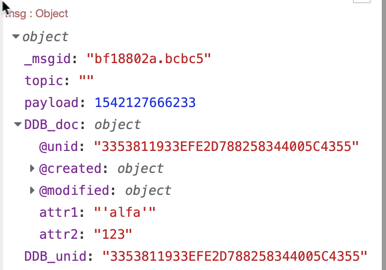 msg : Object
object
_msgid: "bf18802a.bcbc5"
topic: ""
payload: 1542127666233
DDB_doc: object
@unid: "3353811933EFE2D788258344005C4355"
@created: object
@modified: object
attr1: "'alfa'"
attr2: "123"
DDB_unid: "3353811933EFE2D788258344005C4355"